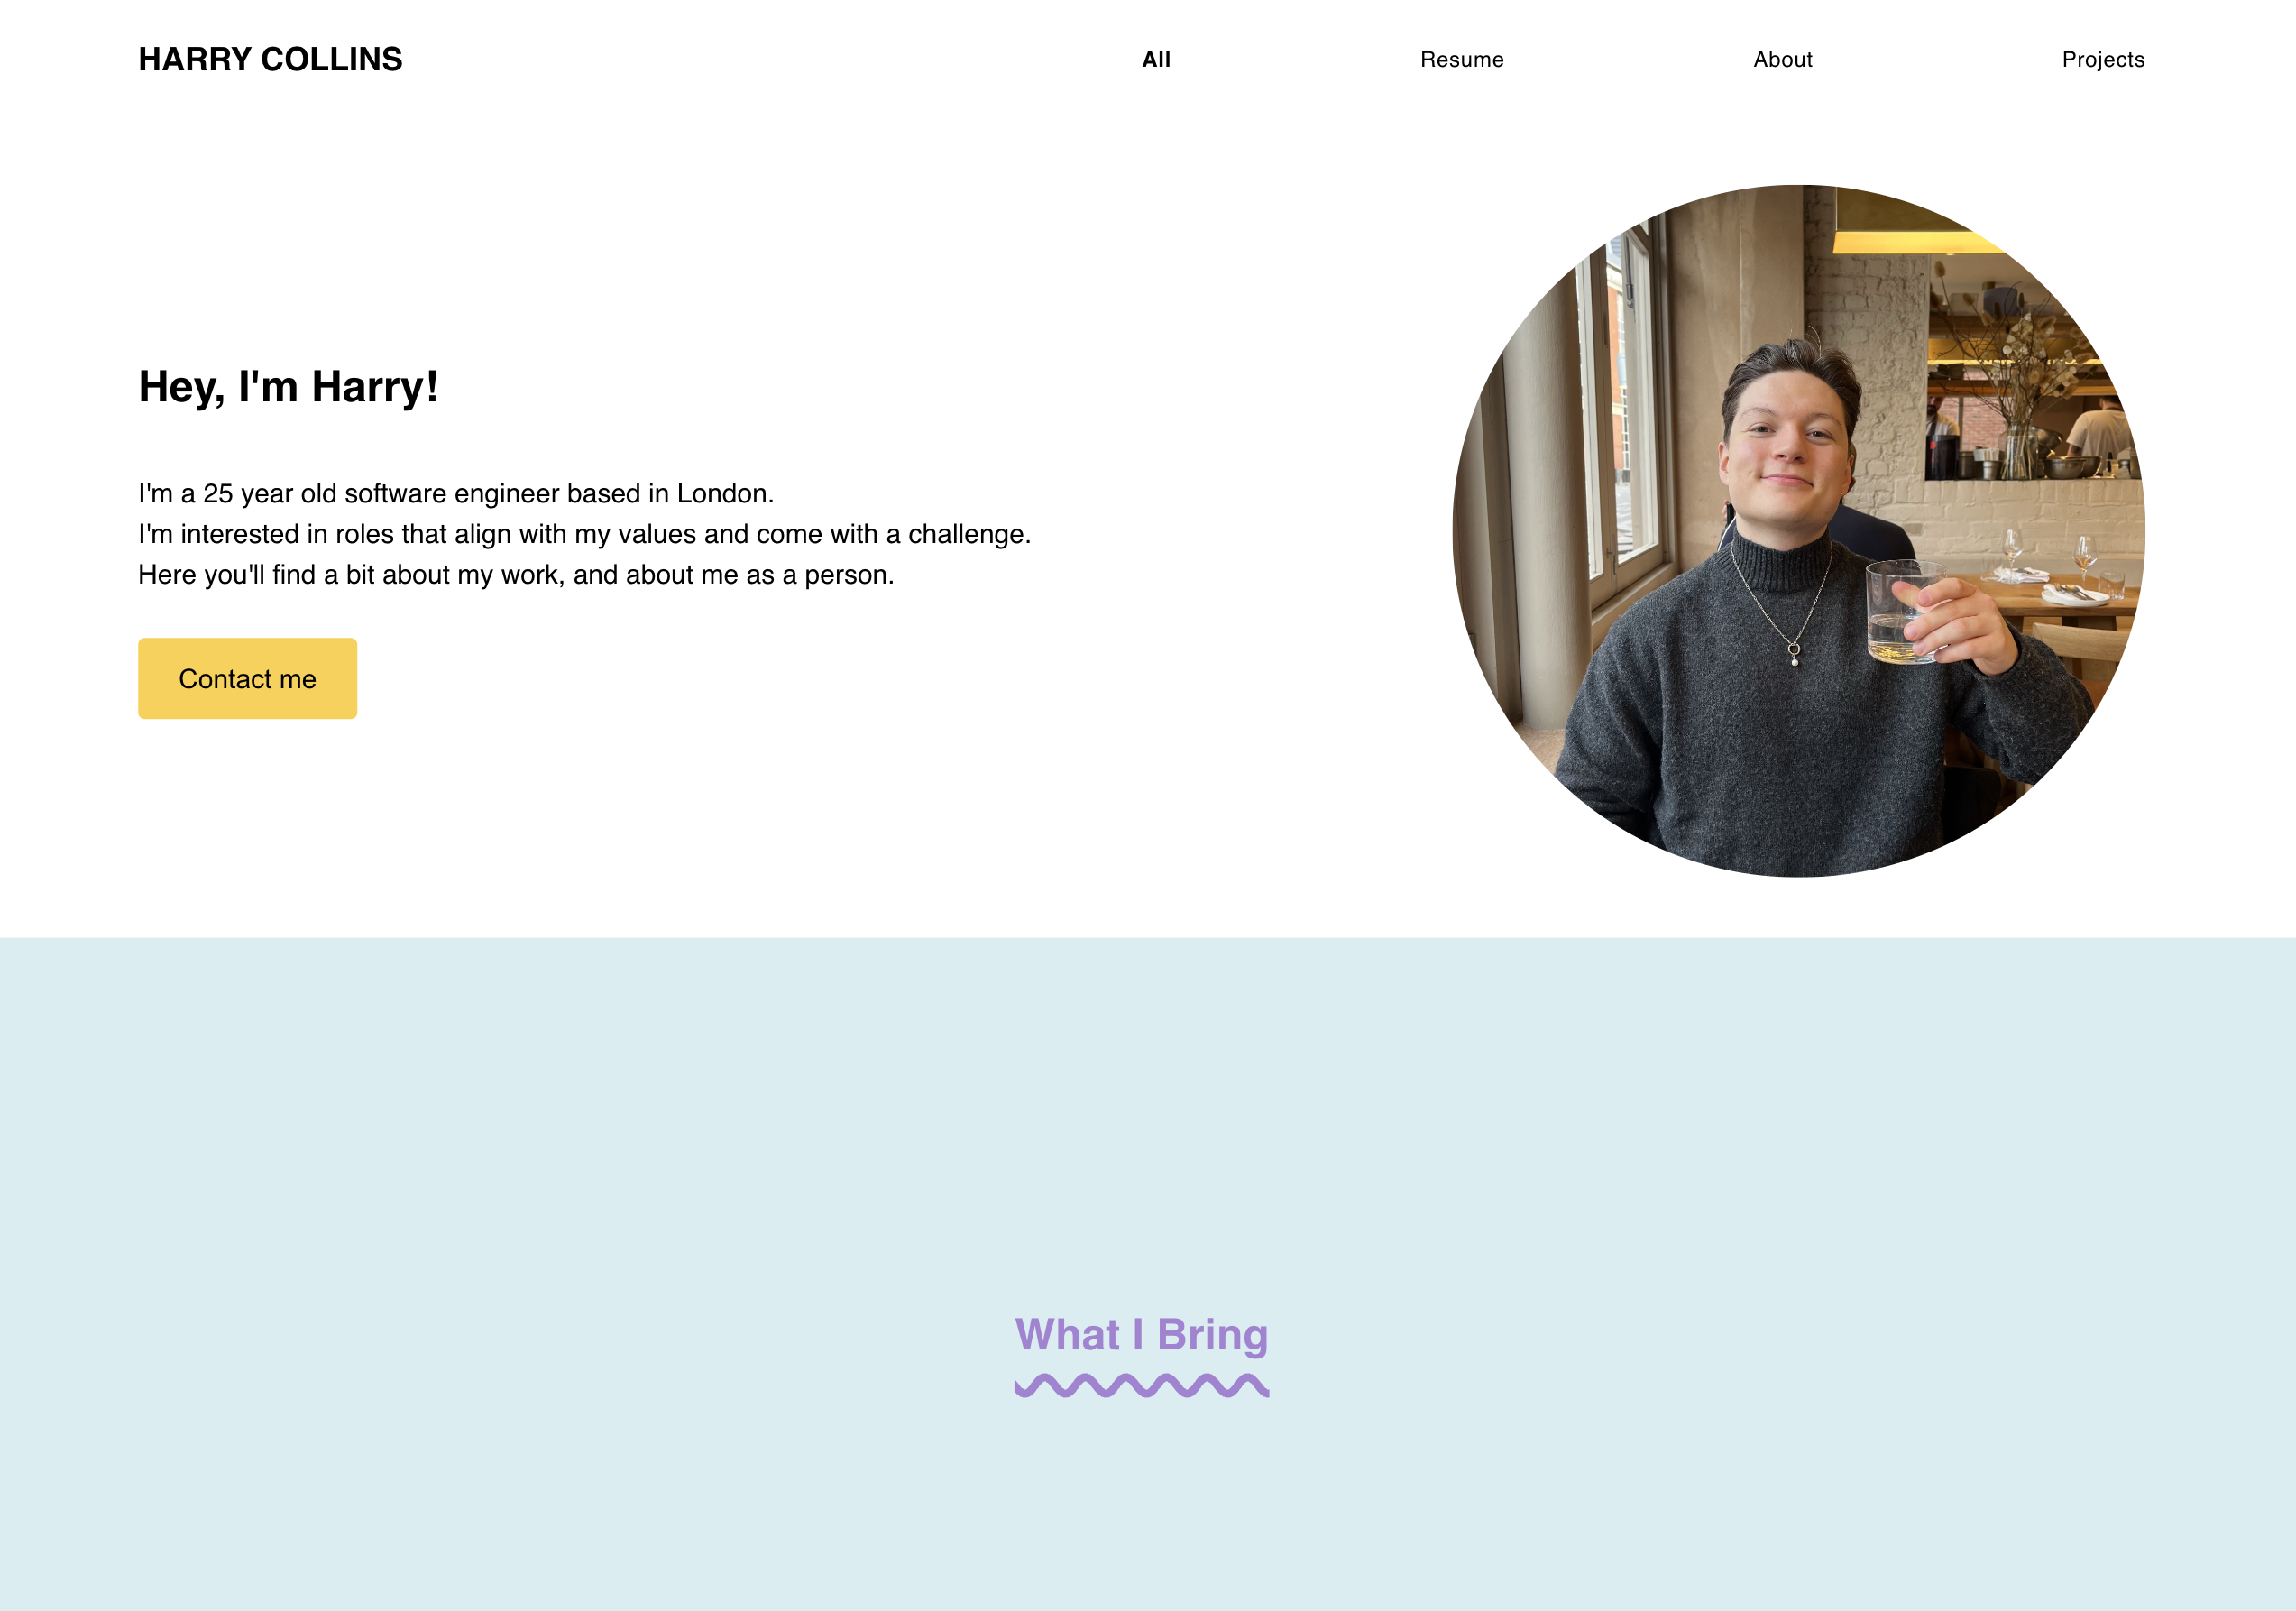 HARRY COLLINS
All
Resume
About
Projects
Hey, I'm Harry!
I'm a 25 year old software engineer based in London.
I'm interested in roles that align with my values and come with a challenge.
Here you'll find a bit about my work, and about me as a person.
Contact me
What I Bring